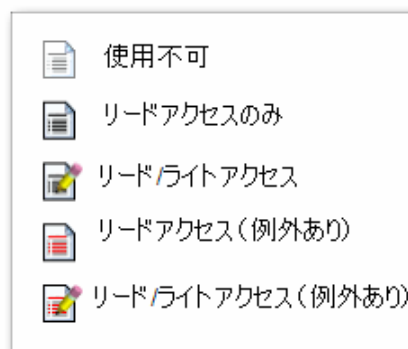 使用不可
リードアクセスのみ
リード/ライトアクセス
リードアクセス(例外あり)
リード/ライトアクセス(例外あり)